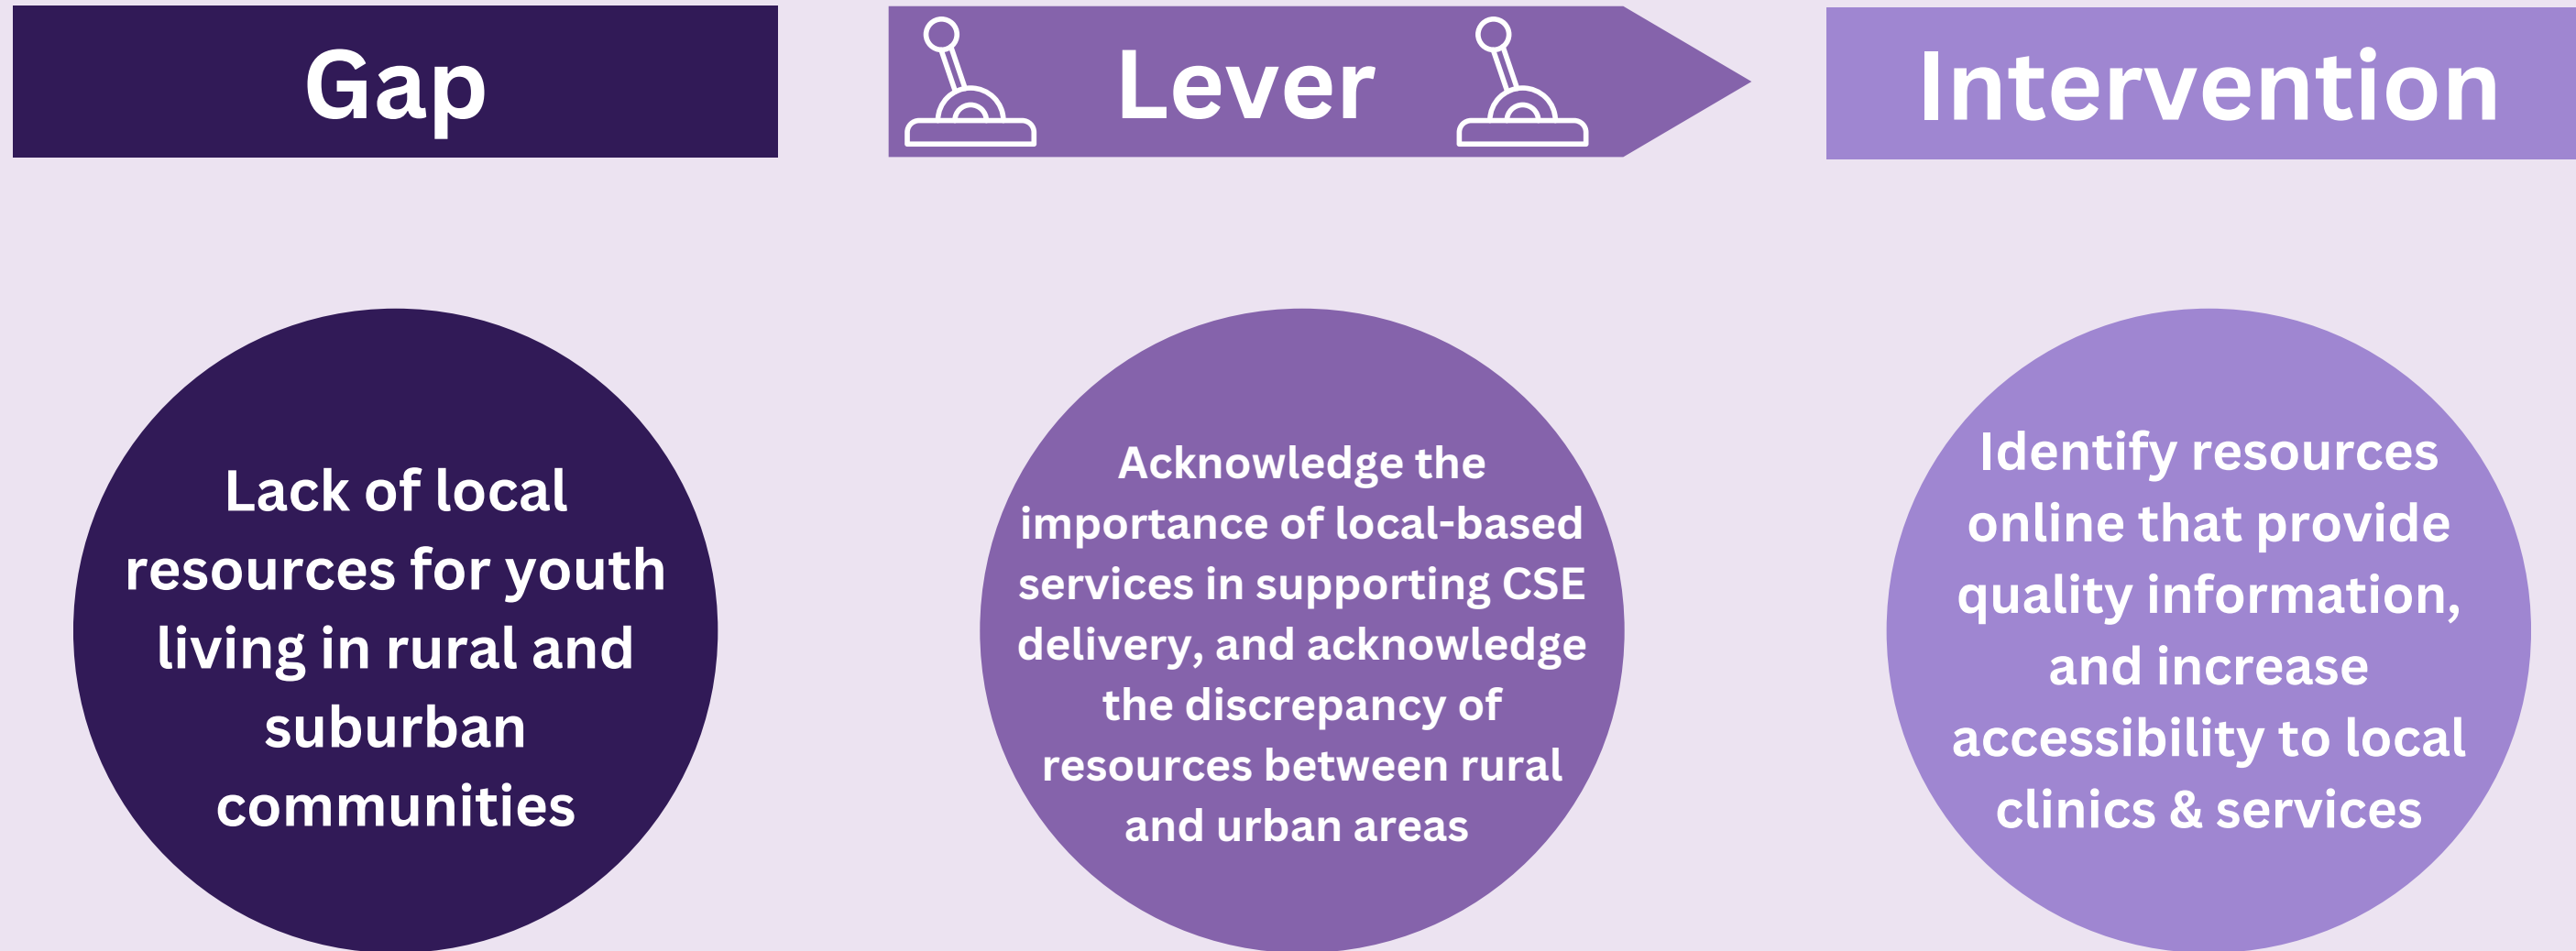 Gap
Lever
Intervention
Lack of local
resources for youth
living in rural and
suburban
communities
Acknowledge the
importance of local-based
services in supporting CSE
delivery, and acknowledge
the discrepancy of
resources between rural
and urban areas
Identify resources
online that provide
quality information,
and increase
accessibility to local
clinics & services